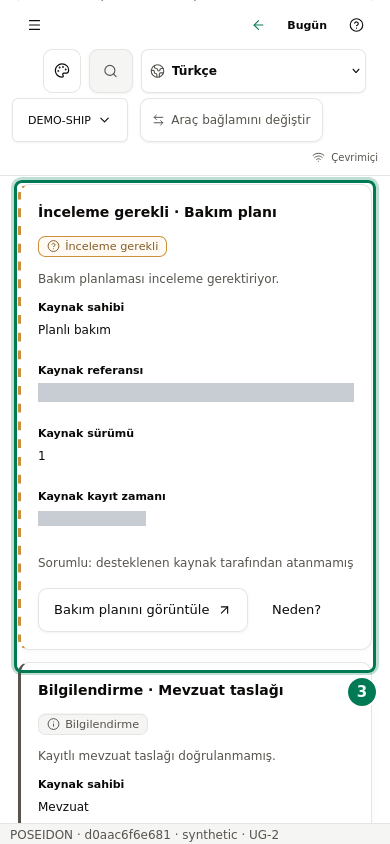 Bugün
Türkçe
DEMO-SHIP
Araç bağlamını değiştir
Çevrimiçi
İnceleme gerekli · Bakım planı
İnceleme gerekli
Bakım planlaması inceleme gerektiriyor.
Kaynak sahibi
Planlı bakım
Kaynak referansı
Kaynak sürümü
1
Kaynak kayıt zamanı
Sorumlu: desteklenen kaynak tarafından atanmamış
Bakım planını görüntüle
Neden?
Bilgilendirme · Mevzuat taslağı
3
Bilgilendirme
Kayıtlı mevzuat taslağı doğrulanmamış.
Kaynak sahibi
Mevzuat
POSEIDON · d0aac6f6e681 · synthetic · UG-2